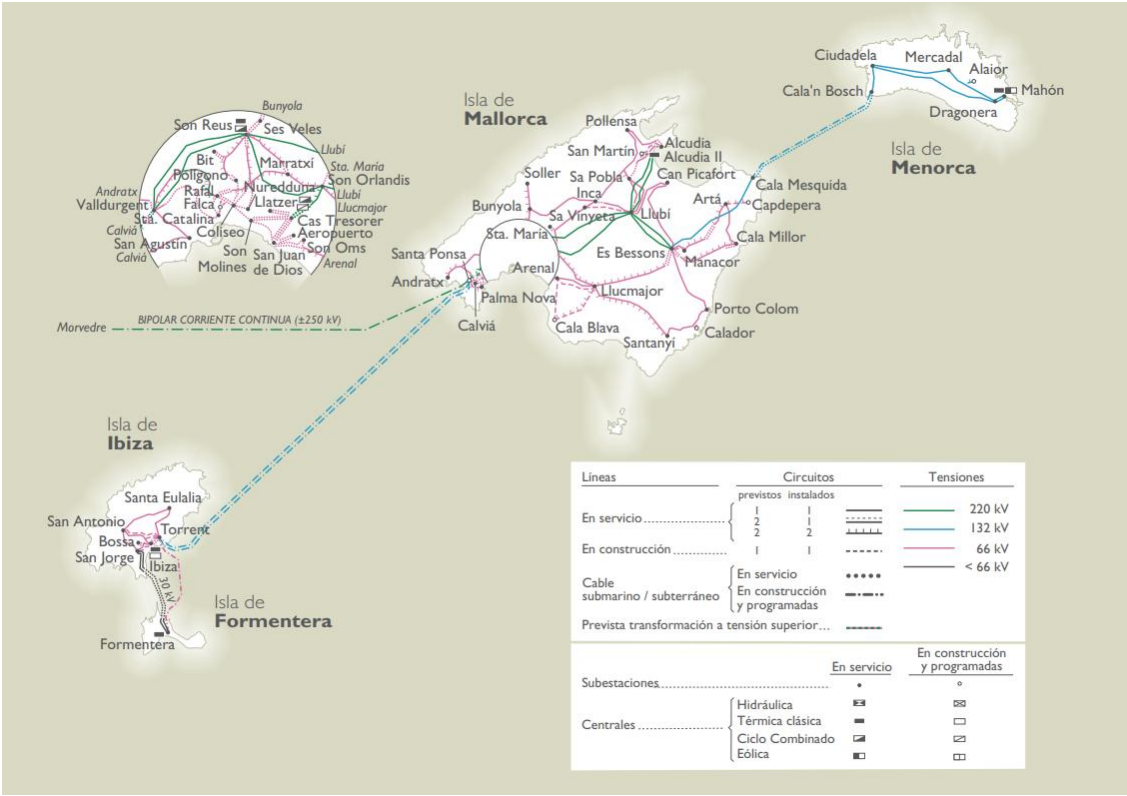 Isla de
Mallorca
Isla de
Menorca
Isla de
Ibiza
Isla de
Formentera
Bunyola
Son Reus
Ses Veles
Llubí
Bit
Marratxí
Sta. María
Polígono
Nuredduna
Son Orlandis
Andratx
Rafal
Llubí
Valldurgent
Falca
Llatzer
Llucmajor
Sta. Catalina
Cas Tresorer
Calviá
Coliseo
Aeropuerto
San Agustín
Son
Molines
San Juan
de Dios
Son Oms
Calviá
Arenal
Pollensa
Alcudia
San Martín
Alcudia II
Soller
Sa Pobla
Can Picafort
Inca
Bunyola
Sa Vinyeta
Llubí
Artá
Cala Mesquida
Capdepera
Sta. María
Es Bessons
Cala Millor
Santa Ponsa
Manacor
Arenal
Andratx
Llucmajor
Palma Nova
Porto Colom
Calviá
Cala Blava
Calador
Santanyí
Ciudadela
Mercadal
Alaior
Cala'n Bosch
Mahón
Dragonera
Morvedre
BIPOLAR CORRIENTE CONTINUA (±250 kV)
Santa Eulalia
San Antonio
Torrent
Bossa
San Jorge
Ibiza
30 kV
Formentera
Líneas Circuitos Tensiones
previstos instalados
En servicio
1 1
2 1
2 2
220 kV
132 kV
66 kV
< 66 kV
En construcción 1 1
Cable
submarino / subterráneo
En servicio
En construcción
y programadas
Prevista transformación a tensión superior...
En servicio
En construcción
y programadas
Subestaciones
Centrales
Hidráulica
Térmica clásica
Ciclo Combinado
Eólica